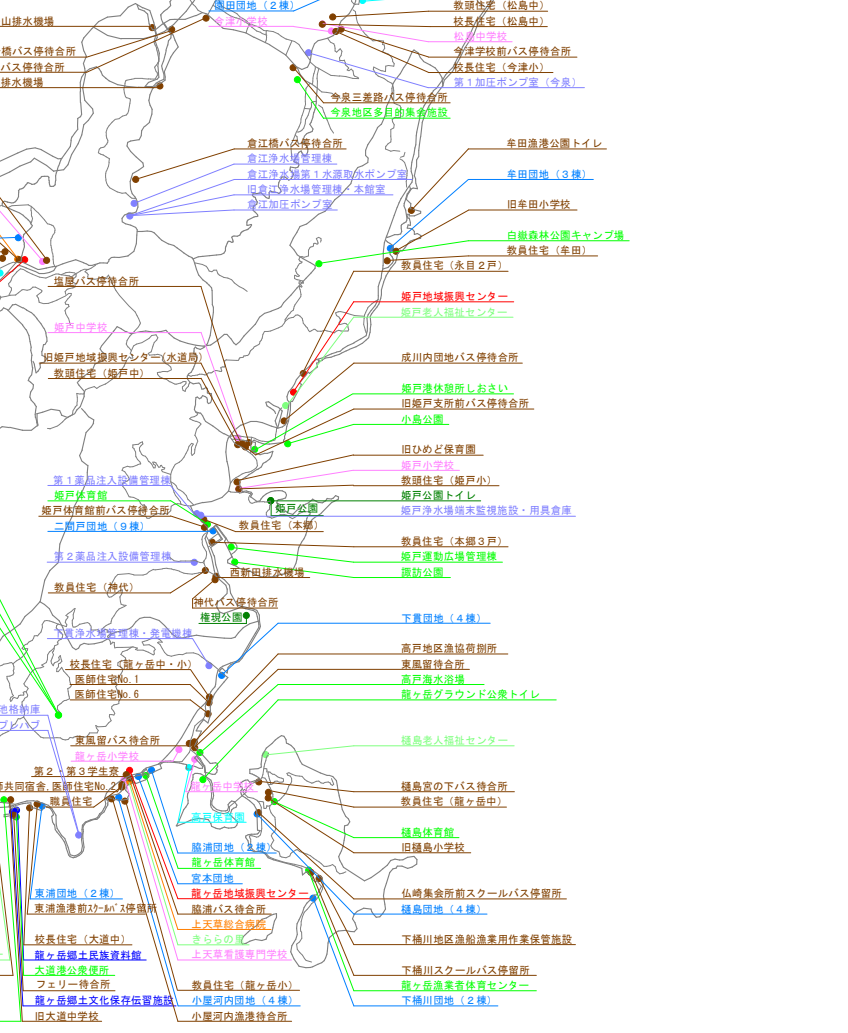 園田団地（２棟）
教頭住宅（松島中）
山排水機場
今津小学校
校長住宅（松島中）
松島中学校
橋バス停待合所
今津学校前バス停待合所
バス停待合所
校長住宅（今津小）
排水機場
第１加圧ポンプ室（今泉）
今泉三差路バス停待合所
今泉地区多目的集会施設
倉江橋バス停待合所
牟田漁港公園トイレ
倉江浄水場管理棟
倉江浄水場第１水源取水ポンプ室
牟田団地（３棟）
旧倉江浄水場管理棟・本館室
倉江加圧ポンプ室
旧牟田小学校
白嶽森林公園キャンプ場
教員住宅（牟田）
教員住宅（永目２戸）
塩屋バス停待合所
姫戸地域振興センター
姫戸老人福祉センター
姫戸中学校
旧姫戸地域振興センター(水道局)
成川内団地バス停待合所
教頭住宅（姫戸中）
姫戸港休憩所しおさい
旧姫戸支所前バス停待合所
小島公園
旧ひめど保育園
姫戸小学校
第１薬品注入設備管理棟
教頭住宅（姫戸小）
姫戸体育館
姫戸公園トイレ
姫戸公園
姫戸体育館前バス停待合所
姫戸浄水場端末監視施設・用具倉庫
二間戸団地（９棟）
教員住宅（本郷）
教員住宅（本郷３戸）
第２薬品注入設備管理棟
姫戸運動広場管理棟
西新田排水機場
諏訪公園
教員住宅（神代）
神代バス停待合所
権現公園
下貫団地（４棟）
下貫浄水場管理棟・発電機棟
高戸地区漁協荷捌所
校長住宅（龍ヶ岳中・小）
東風留待合所
医師住宅No.1
高戸海水浴場
医師住宅No.6
龍ヶ岳グラウンド公衆トイレ
地格納庫
プレハブ
東風留バス待合所
樋島老人福祉センター
龍ヶ岳小学校
第２・第３学生寮
師共同宿舎．医師住宅No.2
龍ヶ岳中学校
樋島宮の下バス待合所
職員住宅
教員住宅（龍ヶ岳中）
高戸保育園
樋島体育館
脇浦団地（２棟）
旧樋島小学校
龍ヶ岳体育館
宮本団地
東浦団地（２棟）
龍ヶ岳地域振興センター
仏崎集会所前スクールバス停留所
東浦漁港前ｽｸｰﾙﾊﾞｽ停留所
脇浦バス待合所
樋島団地（４棟）
上天草総合病院
校長住宅（大道中）
きららの里
下桶川地区漁船漁業用作業保管施設
龍ヶ岳郷土民族資料館
上天草看護専門学校
大道港公衆便所
下桶川スクールバス停留所
フェリー待合所
教員住宅（龍ヶ岳小）
龍ヶ岳漁業者体育センター
龍ヶ岳郷土文化保存伝習施設
小屋河内団地（４棟）
下桶川団地（２棟）
旧大道中学校
小屋河内漁港待合所